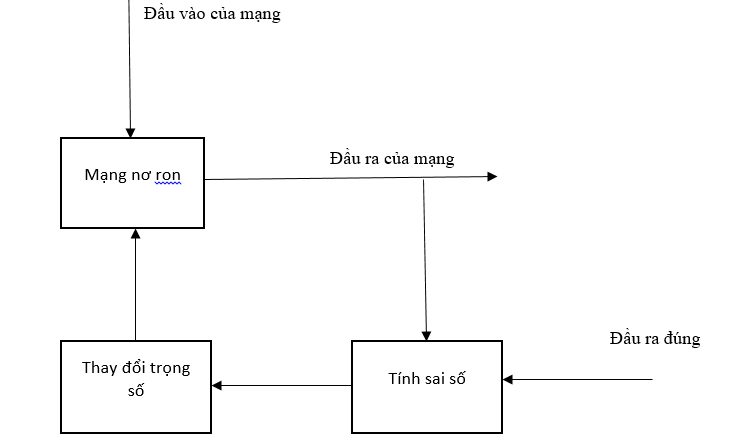 Đầu vào của mạng
Mạng nơ ron
Đầu ra của mạng
Đầu ra đúng
Thay đổi trọng
số
Tính sai số